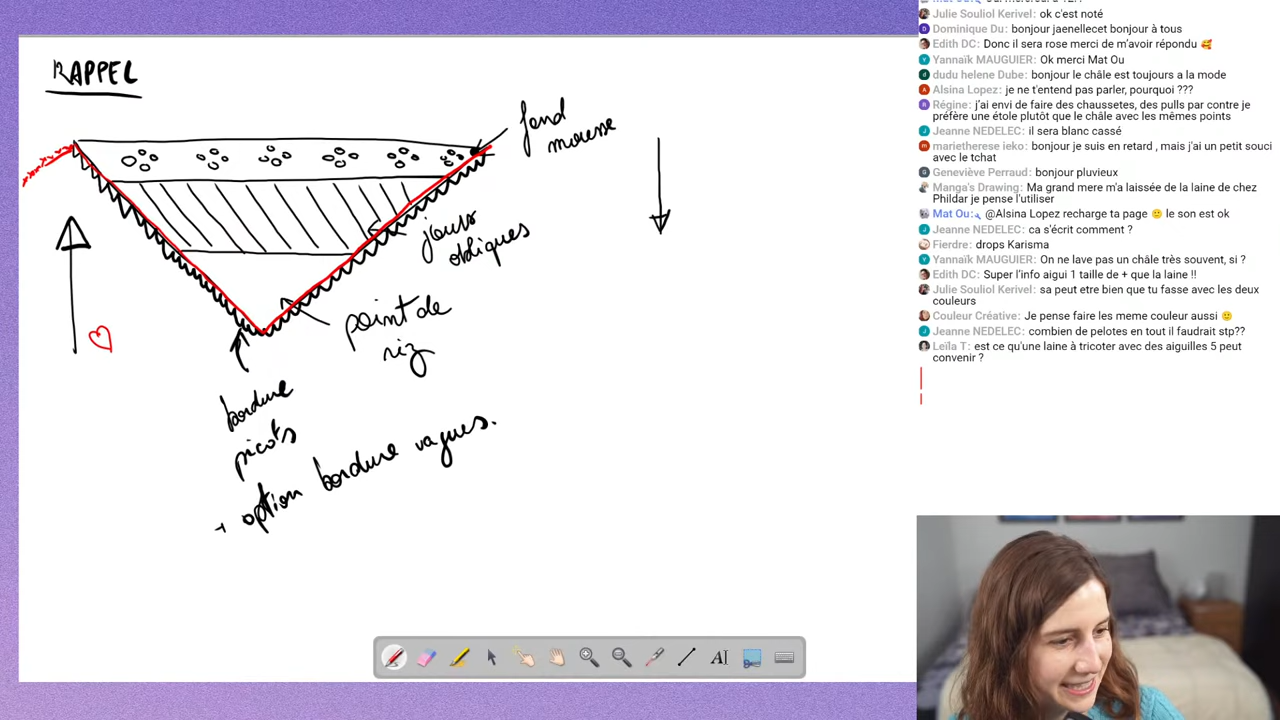 RAPPEL
fend
mousse
jours
obliques
point de
riz
bordure
picots
+ option bordure vagues.
Julie Souliol Kerivel: ok c'est noté
Dominique Du: bonjour jaenellecet bonjour à tous
Edith DC: Donc il sera rose merci de m'avoir répondu 🥰
Yannaïk MAUGUIER: Ok merci Mat Ou
dudu helene Dube: bonjour le châle est toujours a la mode
Alsina Lopez: je ne t'entend pas parler, pourquoi ???
Régine: j'ai envi de faire des chaussetes, des pulls par contre je
préfère une étole plutôt que le châle avec les mêmes points
Jeanne NEDELEC: il sera blanc cassé
marietherese ieko: bonjour je suis en retard , mais j'ai un petit souci
avec le tchat
Geneviève Perraud: bonjour pluvieux
Manga's Drawing: Ma grand mere m'a laissée de la laine de chez
Phildar je pense l'utiliser
Mat Ou: @Alsina Lopez recharge ta page 🙂 le son est ok
Jeanne NEDELEC: ca s'écrit comment ?
Fierdre: drops Karisma
Yannaïk MAUGUIER: On ne lave pas un châle très souvent, si ?
Edith DC: Super l'info aigui 1 taille de + que la laine !!
Julie Souliol Kerivel: sa peut etre bien que tu fasse avec les deux
couleurs
Couleur Créative: Je pense faire les meme couleur aussi 🙂
Jeanne NEDELEC: combien de pelotes en tout il faudrait stp??
Leïla T: est ce qu'une laine à tricoter avec des aiguilles 5 peut
convenir ?
AI